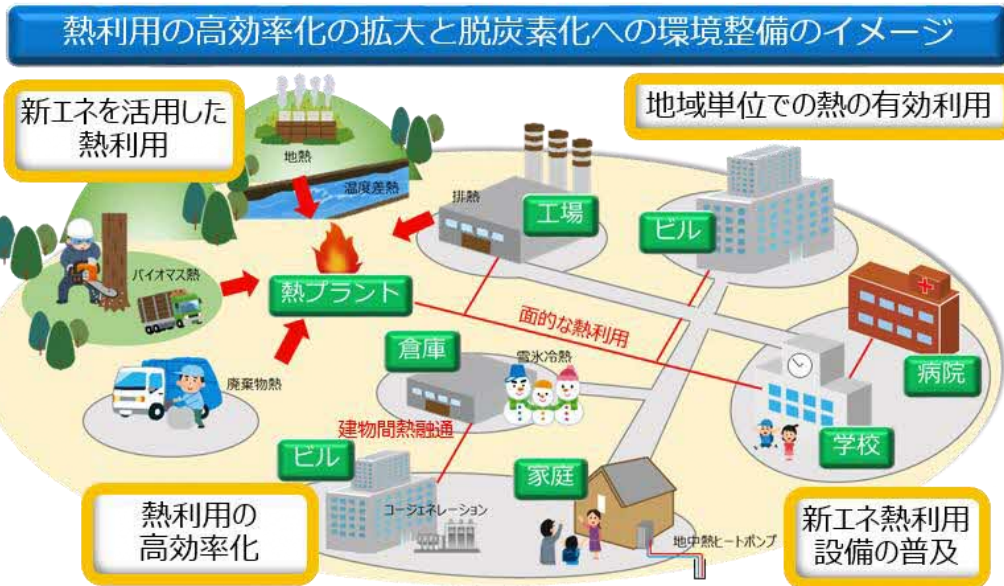 熱利用の高効率化の拡大と脱炭素化への環境整備のイメージ
新エネを活用した
熱利用
地域単位での熱の有効利用
地熱
温度差熱
排熱
工場
ビル
バイオマス熱
熱プラント
面的な熱利用
倉庫
雪氷冷熱
病院
廃棄物熱
学校
建物間熱融通
ビル
家庭
コージェネレーション
地中熱ヒートポンプ
熱利用の
高効率化
新エネ熱利用
設備の普及